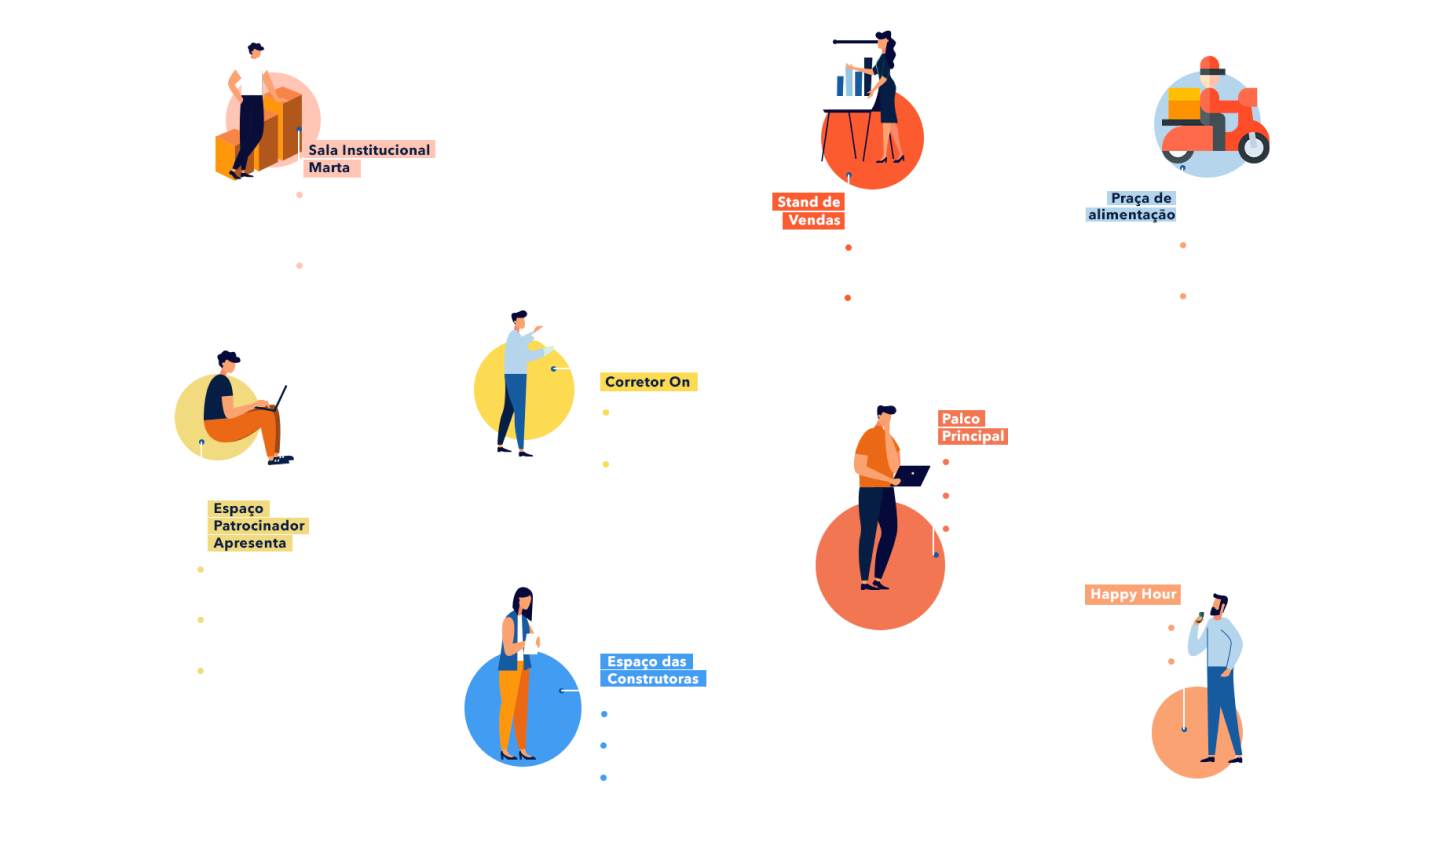 Sala Institucional
Marta
Stand de
Vendas
Praça de
alimentação
Corretor On
Palco
Principal
Espaço
Patrocinador
Apresenta
Happy Hour
Espaço das
Construtoras